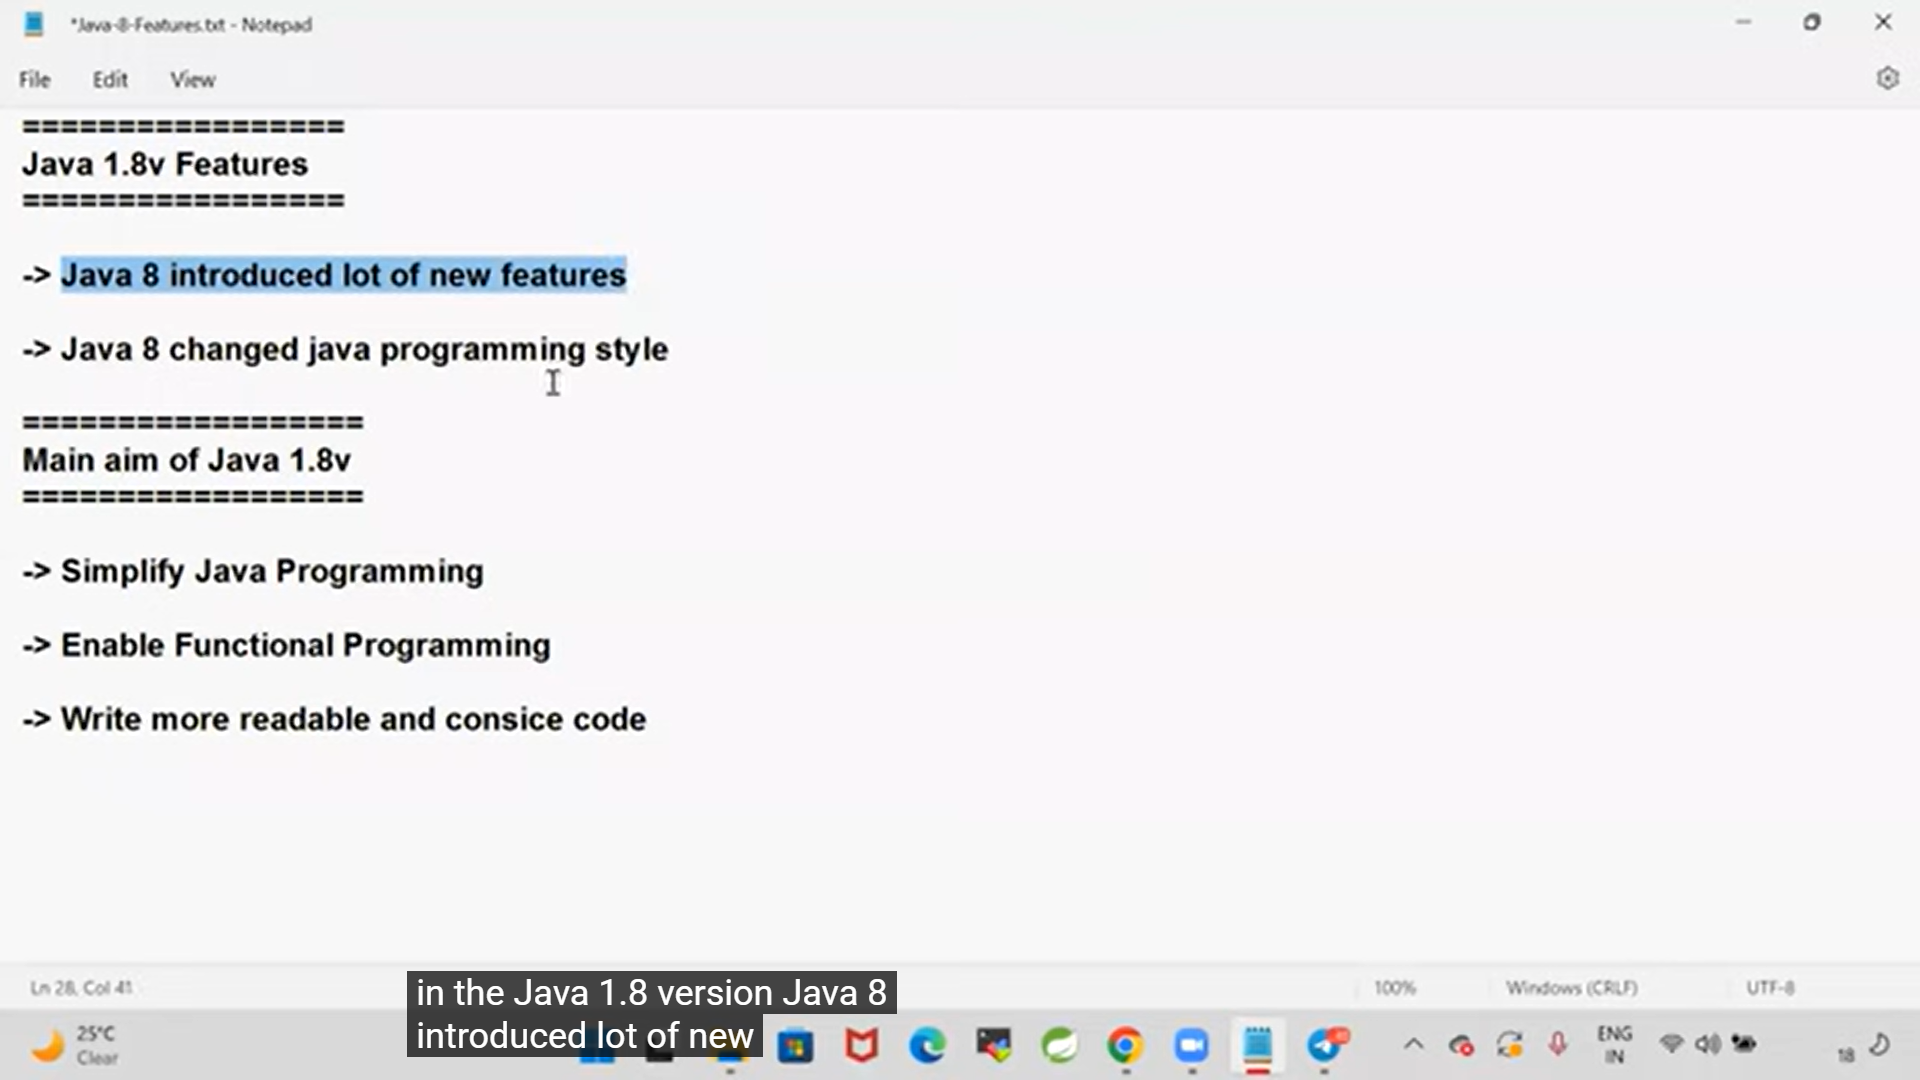 *Java-8-Features.txt - Notepad
File Edit View
=================
Java 1.8v Features
=================
-> Java 8 introduced lot of new features
-> Java 8 changed java programming style
==================
Main aim of Java 1.8v
==================
-> Simplify Java Programming
-> Enable Functional Programming
-> Write more readable and consice code
Ln 28, Col 41
100%
Windows (CRLF)
UTF-8
in the Java 1.8 version Java 8
introduced lot of new
25°C
Clear
ENG
IN
18